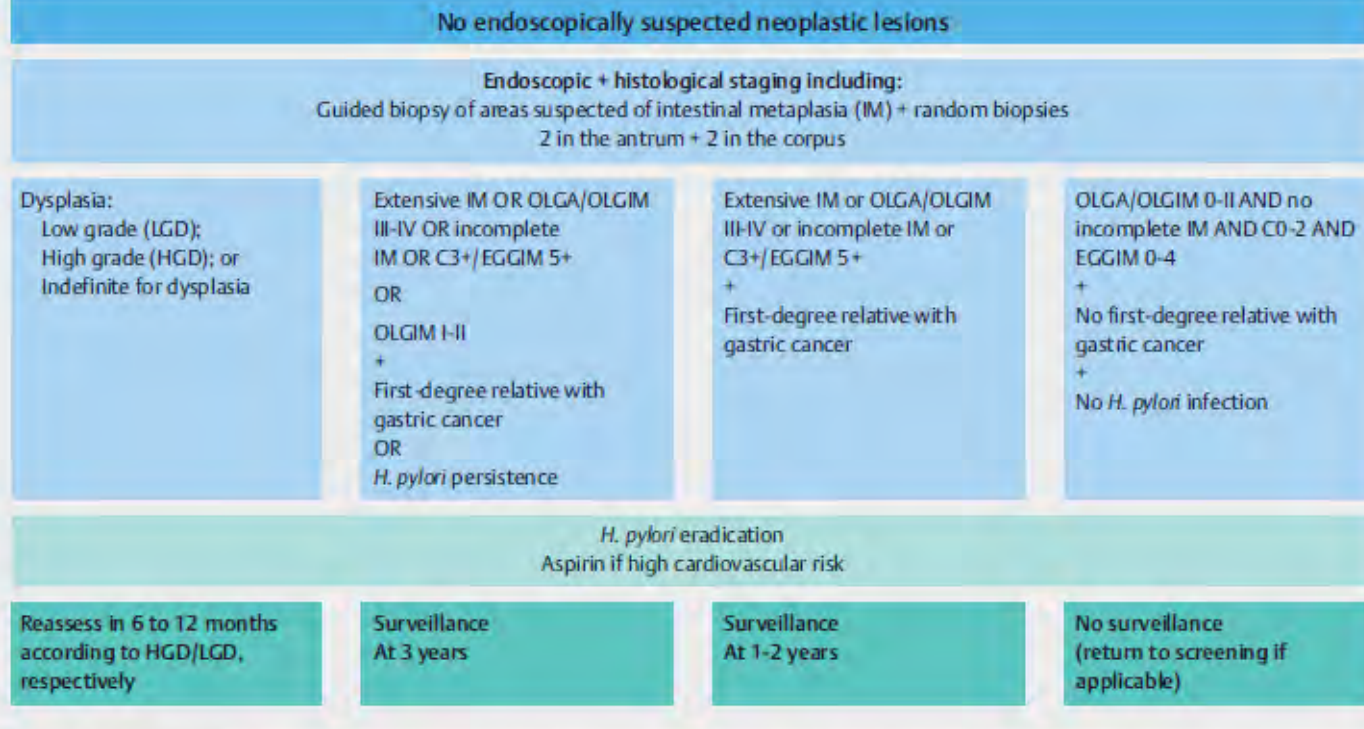 No endoscopically suspected neoplastic lesions
Endoscopic + histological staging including:
Guided biopsy of areas suspected of intestinal metaplasia (IM) + random biopsies
2 in the antrum + 2 in the corpus
Dysplasia:
Low grade (LGD);
High grade (HGD); or
Indefinite for dysplasia
Extensive IM OR OLGA/OLGIM
III-IV OR incomplete
IM OR C3+/EGGIM 5+
OR
OLGIM I-II
+
First-degree relative with
gastric cancer
OR
H. pylori persistence
Extensive IM or OLGA/OLGIM
III-IV or incomplete IM or
C3+/EGGIM 5+
+
First-degree relative with
gastric cancer
OLGA/OLGIM 0-II AND no
incomplete IM AND C0-2 AND
EGGIM 0-4
+
No first-degree relative with
gastric cancer
+
No H. pylori infection
H. pylori eradication
Aspirin if high cardiovascular risk
Reassess in 6 to 12 months
according to HGD/LGD,
respectively
Surveillance
At 3 years
Surveillance
At 1-2 years
No surveillance
(return to screening if
applicable)